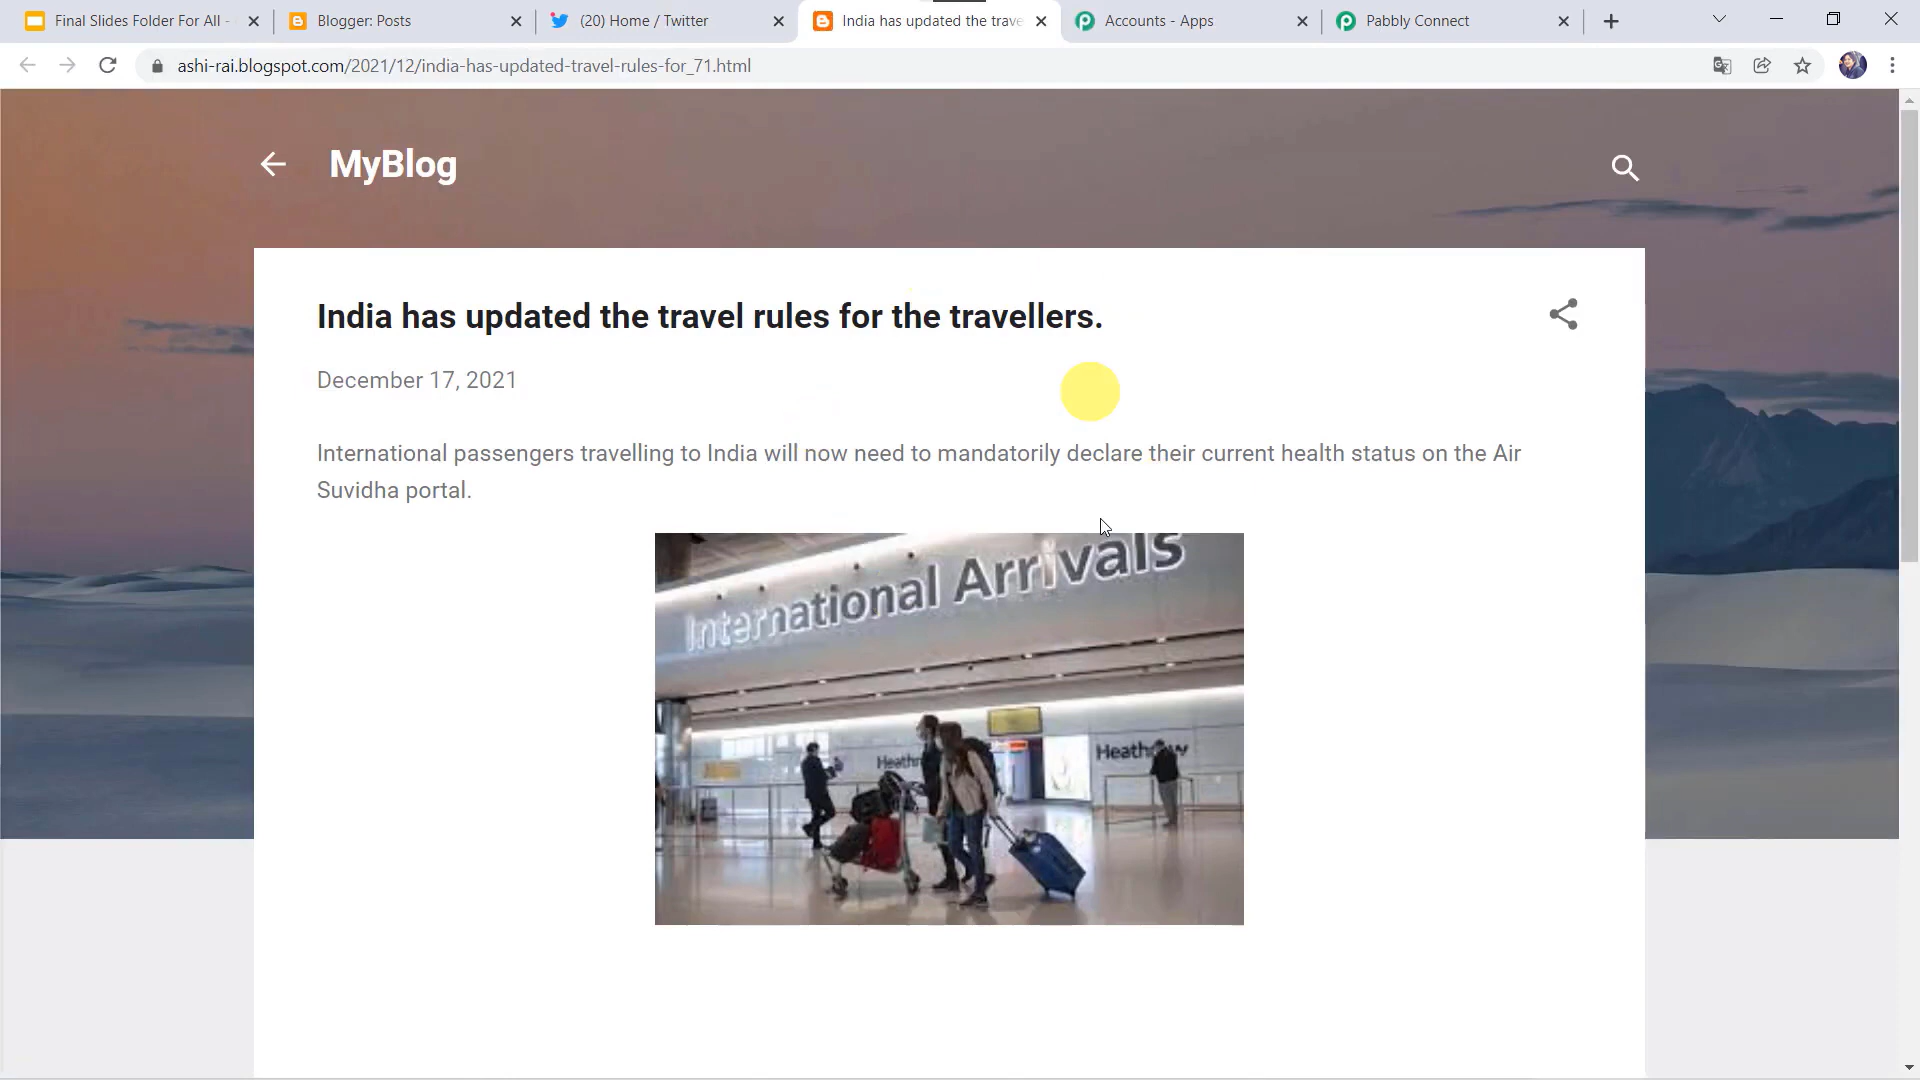 Final Slides Folder For All -
Blogger: Posts
(20) Home / Twitter
India has updated the trave
Accounts - Apps
Pabbly Connect
ashi-rai.blogspot.com/2021/12/india-has-updated-travel-rules-for_71.html
MyBlog
India has updated the travel rules for the travellers.
December 17, 2021
International passengers travelling to India will now need to mandatorily declare their current health status on the Air
Suvidha portal.
International Arrivals
Heathrow